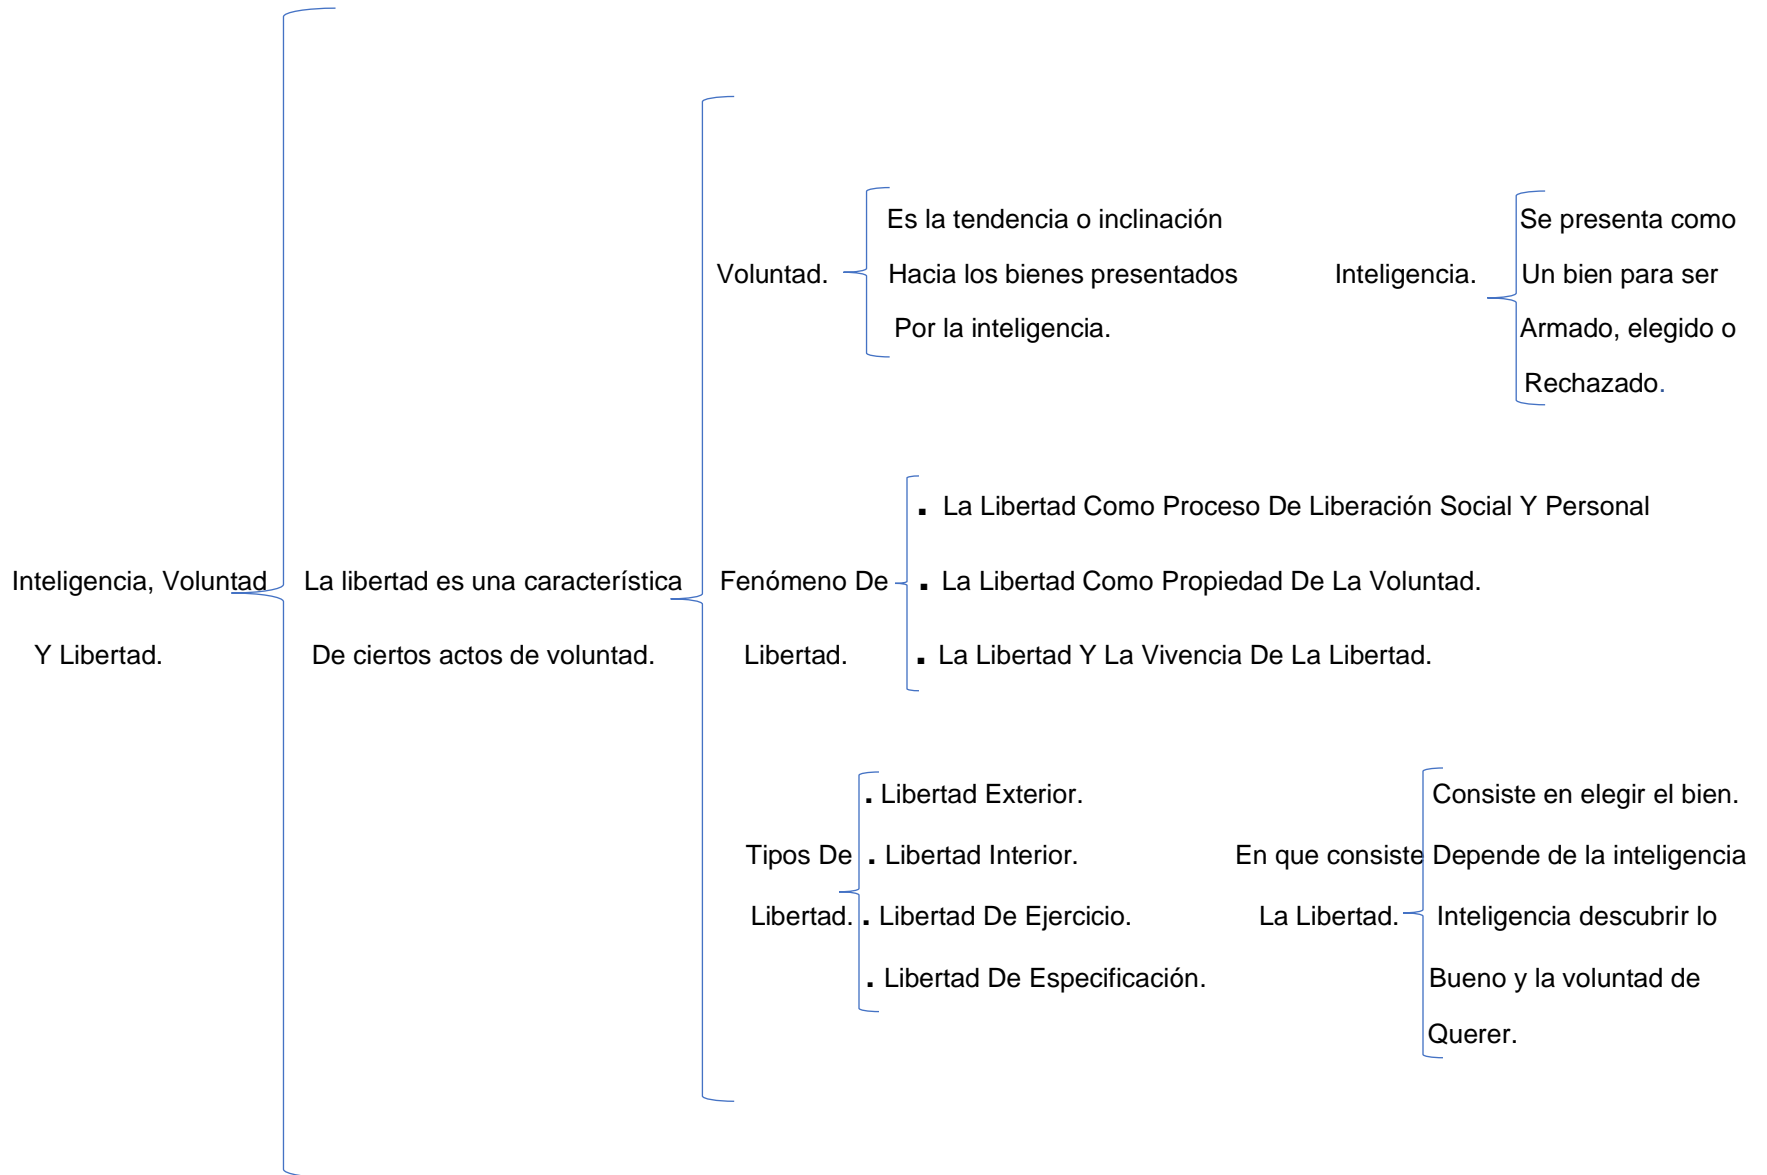 Inteligencia, Voluntad
Y Libertad.
La libertad es una característica
De ciertos actos de voluntad.
Voluntad.
Es la tendencia o inclinación
Hacia los bienes presentados
Por la inteligencia.
Inteligencia.
Se presenta como
Un bien para ser
Armado, elegido o
Rechazado.
Fenómeno De
Libertad.
. La Libertad Como Proceso De Liberación Social Y Personal
. La Libertad Como Propiedad De La Voluntad.
. La Libertad Y La Vivencia De La Libertad.
Tipos De
Libertad.
. Libertad Exterior.
. Libertad Interior.
. Libertad De Ejercicio.
. Libertad De Especificación.
En que consiste
La Libertad.
Consiste en elegir el bien.
Depende de la inteligencia
Inteligencia descubrir lo
Bueno y la voluntad de
Querer.